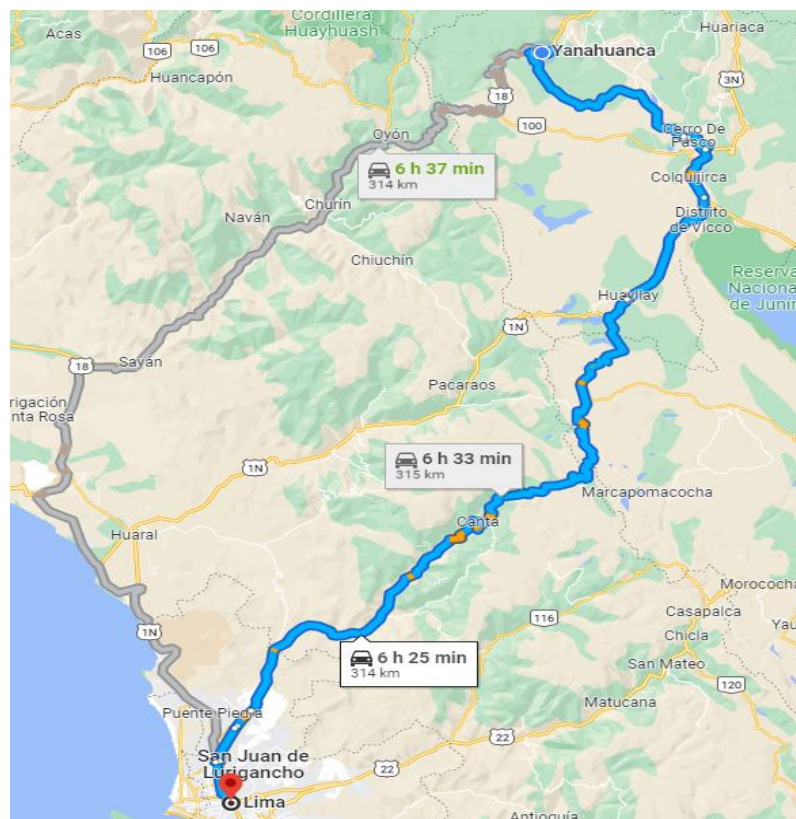 Cordillera
Huayhuash
Acas
106
106
Huancapón
Yanahuanca
Huariaca
3N
18
100
Oyón
Cerro De
Pasco
6 h 37 min
314 km
Colquijirca
Churín
Naván
Distrito
de Vicco
Chiuchín
Reserva
Nacional
de Junín
Huayllay
1N
18
Sayán
Pacaraos
rrigación
anta Rosa
6 h 33 min
315 km
1N
Marcapomacocha
Canta
Huaral
Morococha
116
Casapalca
Chicla
Yau
1N
6 h 25 min
314 km
San Mateo
120
Matucana
Puente Piedra
22
22
San Juan de
Lurigancho
Lima
Antioquía